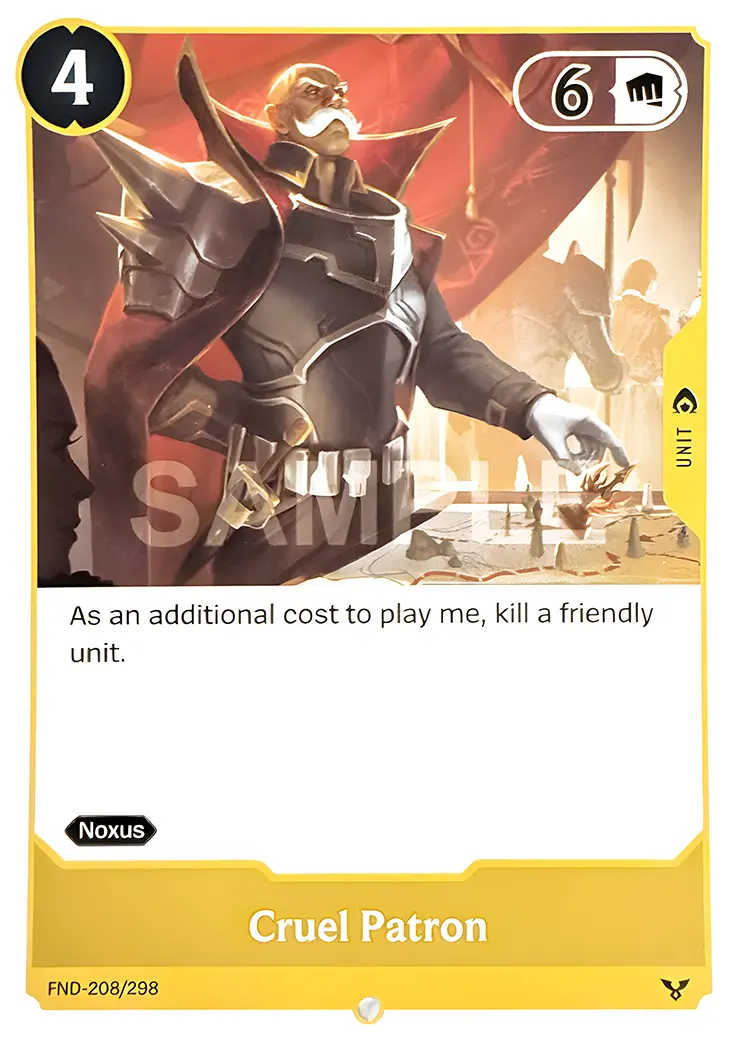 4
6
UNIT
SAMPLE
As an additional cost to play me, kill a friendly
unit.
Noxus
Cruel Patron
FND-208/298